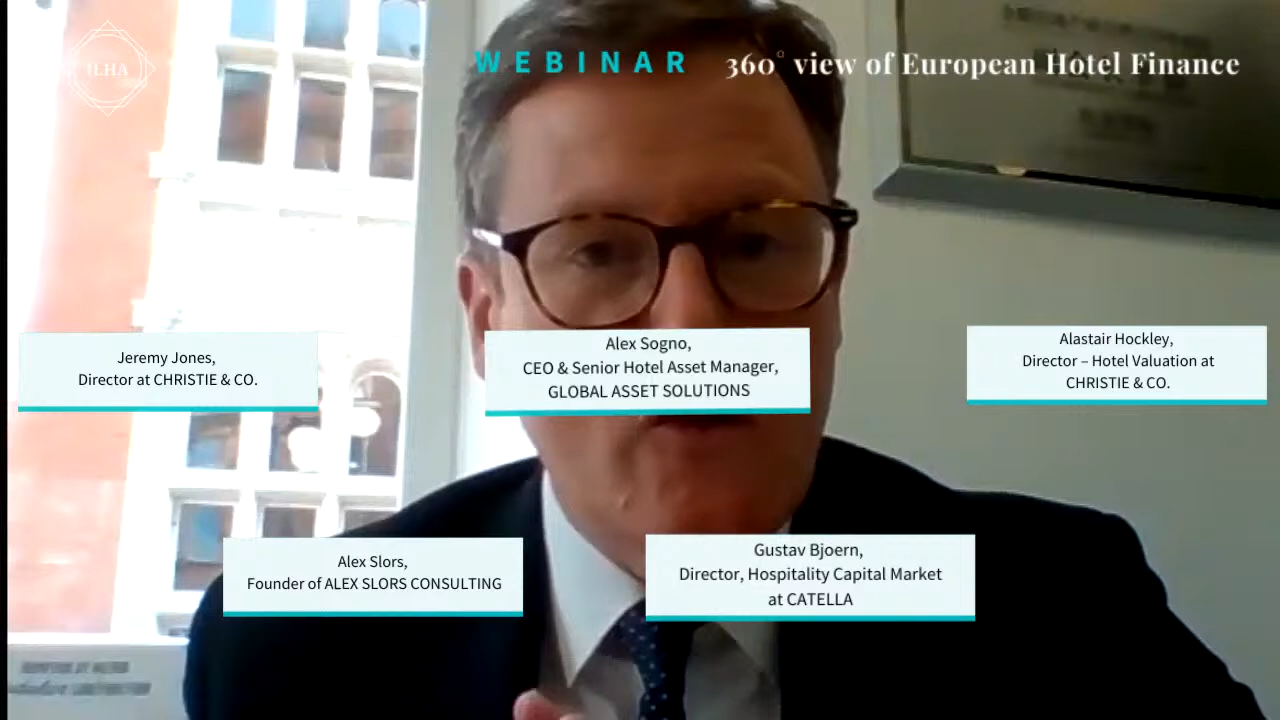 ILHA
WEBINAR
360° view of European Hotel Finance
Jeremy Jones,
Director at CHRISTIE & CO.
Alex Sogno,
CEO & Senior Hotel Asset Manager,
GLOBAL ASSET SOLUTIONS
Alastair Hockley,
Director – Hotel Valuation at
CHRISTIE & CO.
Alex Slors,
Founder of ALEX SLORS CONSULTING
Gustav Bjoern,
Director, Hospitality Capital Market
at CATELLA